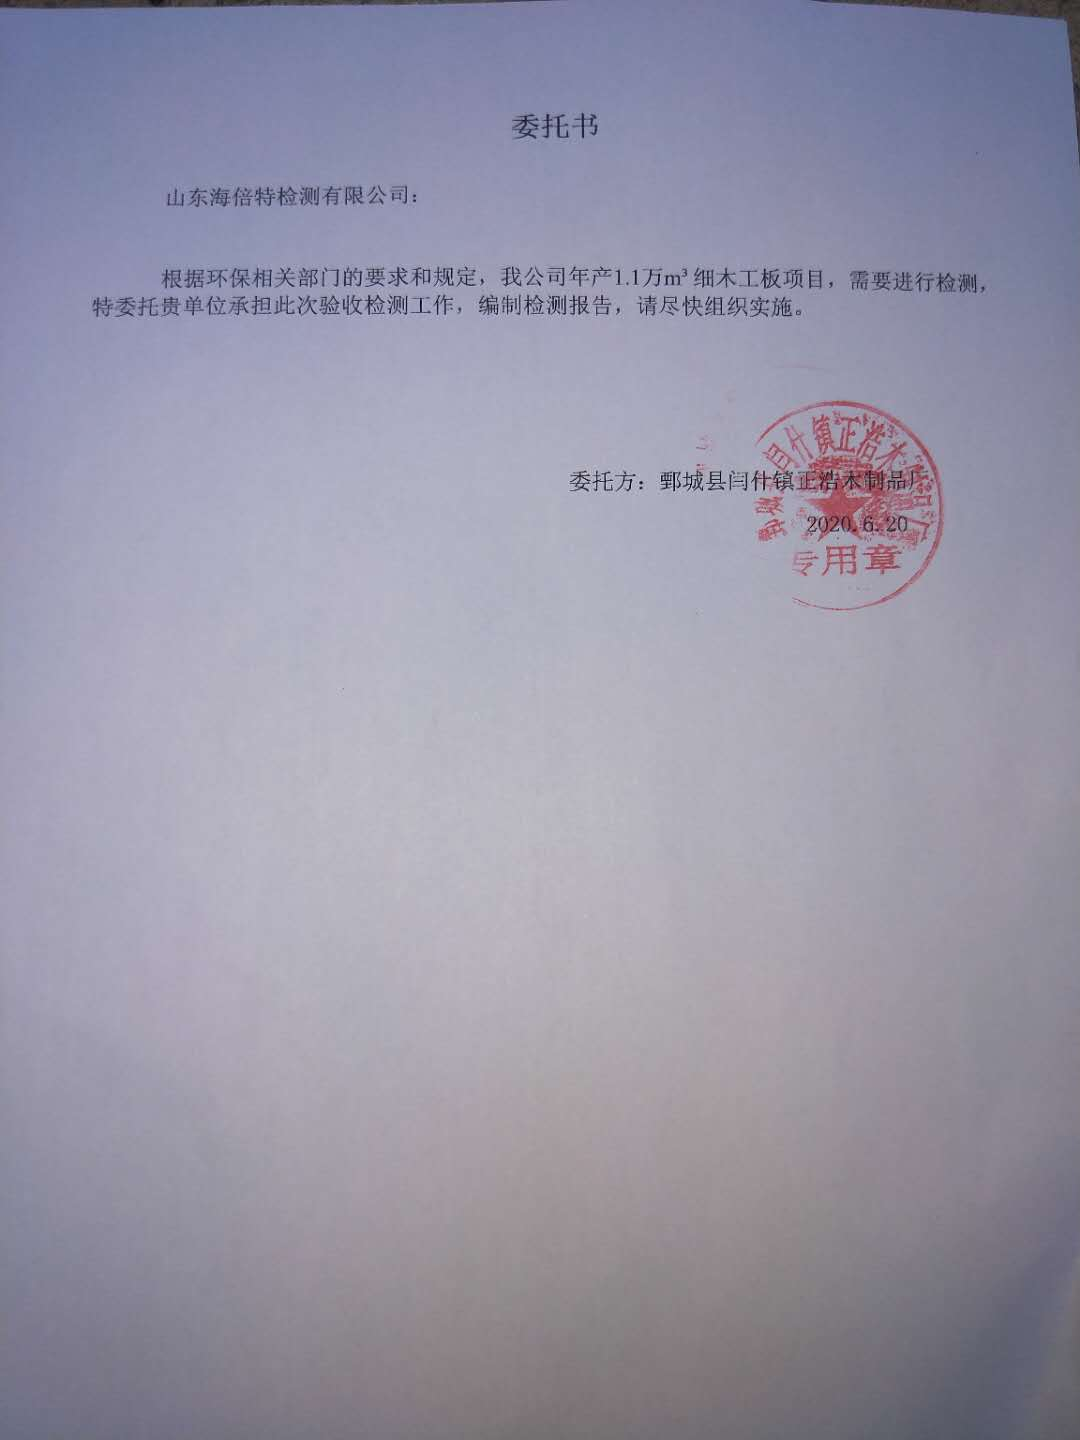 委托书
山东海倍特检测有限公司：
根据环保相关部门的要求和规定，我公司年产1.1万m³ 细木工板项目，需要进行检测，
特委托贵单位承担此次验收检测工作，编制检测报告，请尽快组织实施。
委托方：鄄城县闫什镇正浩木制品厂
2020.6.20
专用章